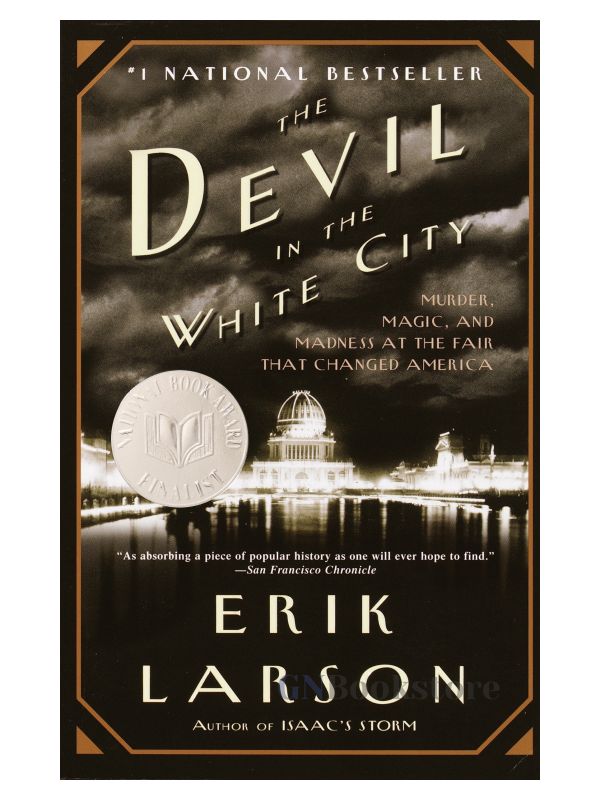 #1 NATIONAL BESTSELLER
THE
DEVIL
IN THE
WHITE CITY
MURDER,
MAGIC, AND
MADNESS AT THE FAIR
THAT CHANGED AMERICA
NATIONAL BOOK AWARD
FINALIST
“As absorbing a piece of popular history as one will ever hope to find.”
—San Francisco Chronicle
ERIK
LARSON
GNBookstore
AUTHOR OF ISAAC'S STORM